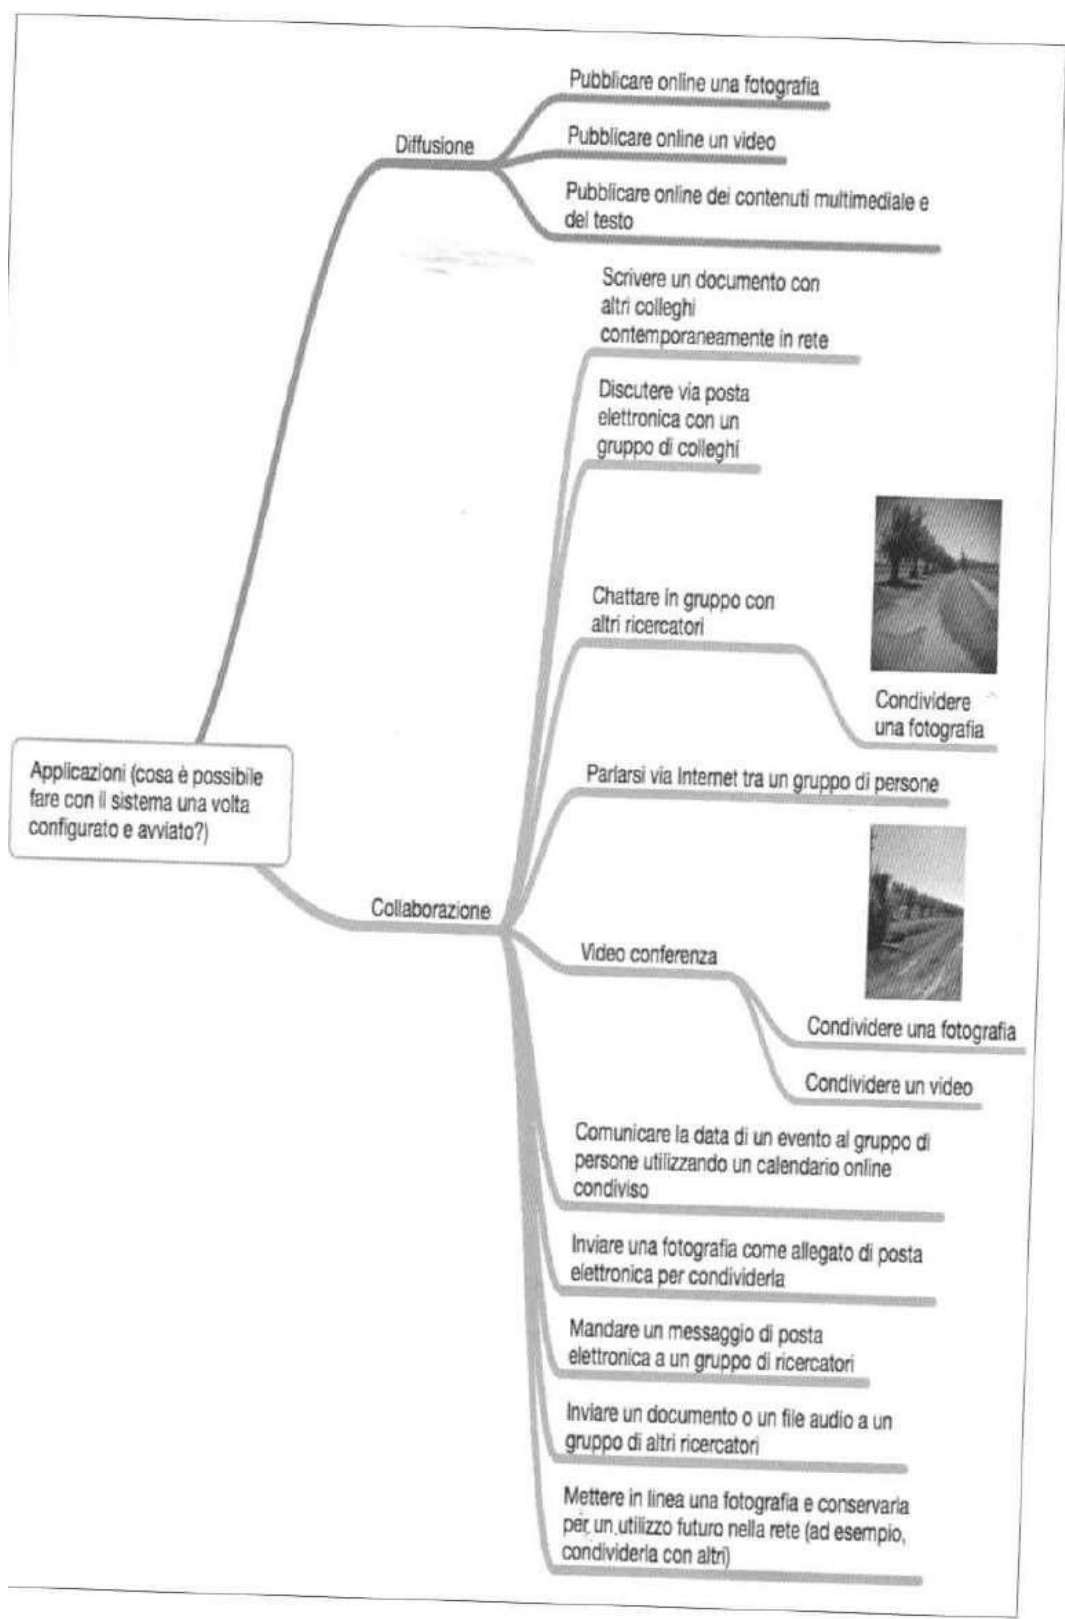 Pubblicare online una fotografia
Diffusione
Pubblicare online un video
Pubblicare online dei contenuti multimediale e
del testo
Scrivere un documento con
altri colleghi
contemporaneamente in rete
Discutere via posta
elettronica con un
gruppo di colleghi
Chattare in gruppo con
altri ricercatori
Condividere
una fotografia
Applicazioni (cosa è possibile
fare con il sistema una volta
configurato e avviato?)
Parlarsi via Internet tra un gruppo di persone
Collaborazione
Video conferenza
Condividere una fotografia
Condividere un video
Comunicare la data di un evento al gruppo di
persone utilizzando un calendario online
condiviso
Inviare una fotografia come allegato di posta
elettronica per condividerla
Mandare un messaggio di posta
elettronica a un gruppo di ricercatori
Inviare un documento o un file audio a un
gruppo di altri ricercatori
Mettere in linea una fotografia e conservarla
per un utilizzo futuro nella rete (ad esempio,
condividerla con altri)